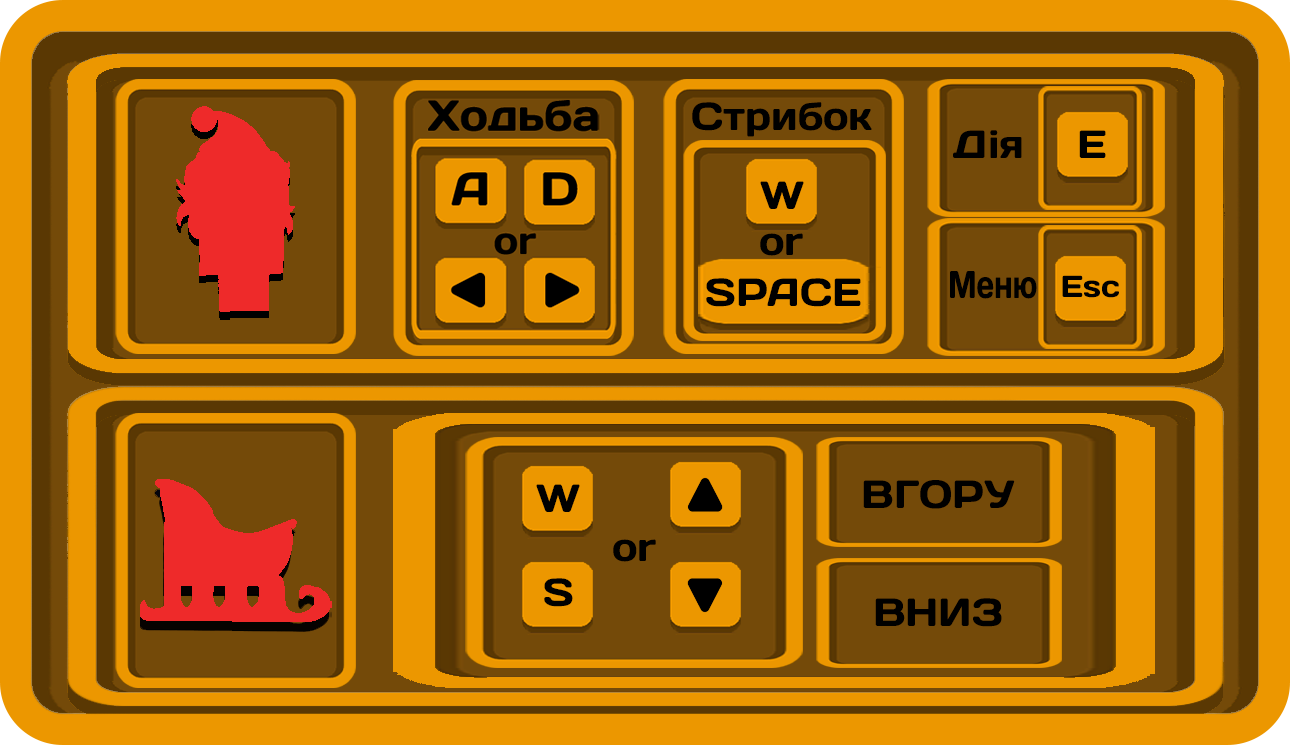 Ходьба
A D
or
Стрибок
W
or
SPACE
Дія E
Меню Esc
W
or
S
ВГОРУ
ВНИЗ